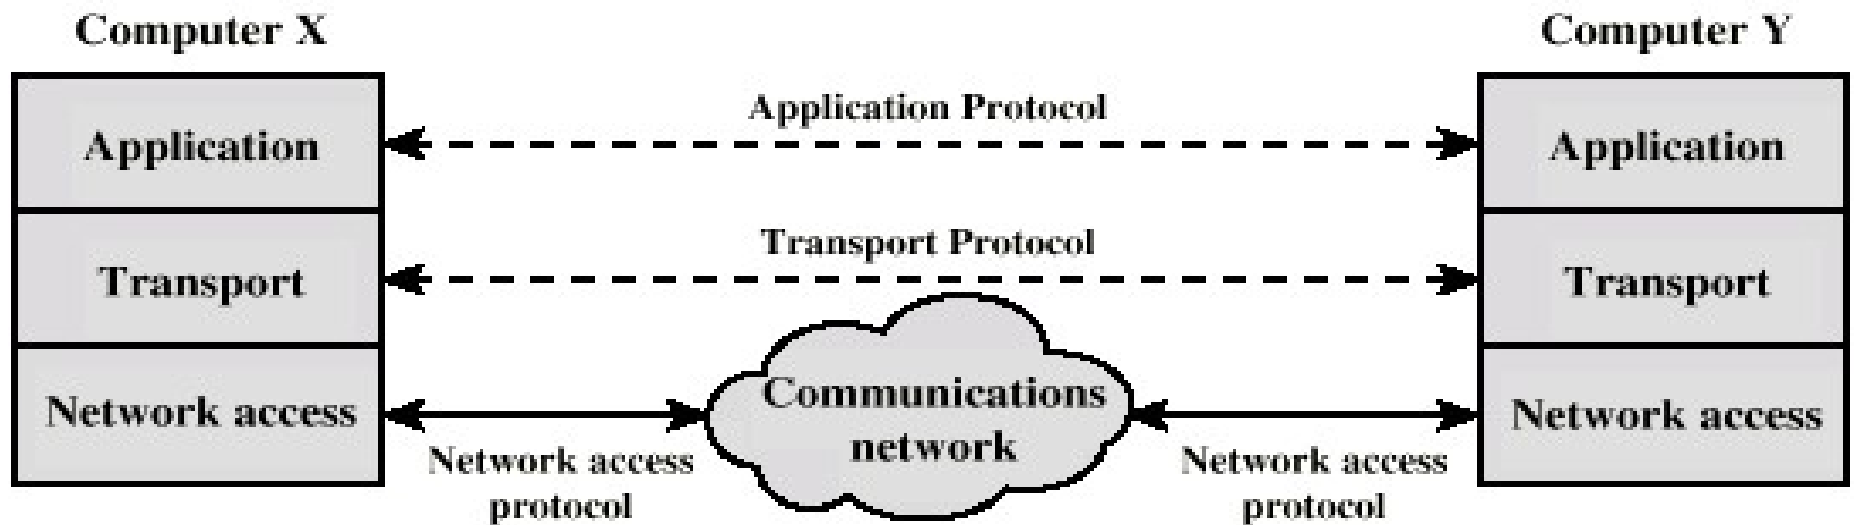 Computer X
Computer Y
Application Protocol
Application
Application
Transport Protocol
Transport
Transport
Communications
network
Network access
Network access
Network access
protocol
Network access
protocol